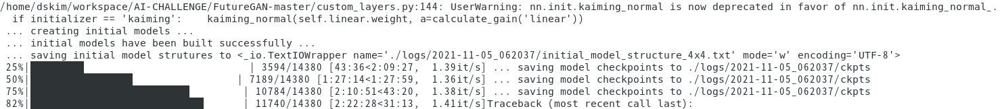 /home/dskim/workspace/AI-CHALLENGE/FutureGAN-master/custom_layers.py:144: UserWarning: nn.init.kaiming_normal is now deprecated in favor of nn.init.kaiming_normal_.
if initializer == 'kaiming':    kaiming_normal(self.linear.weight, a=calculate_gain('linear'))
... creating initial models ...
... initial models have been built successfully ...
... saving initial model strutures to <_io.TextIOWrapper name='./logs/2021-11-05_062037/initial_model_structure_4x4.txt' mode='w' encoding='UTF-8'>
25%| | 3594/14380 [43:36<2:09:27,  1.39it/s] ... saving model checkpoints to ./logs/2021-11-05_062037/ckpts
50%| | 7189/14380 [1:27:14<1:27:59,  1.36it/s] ... saving model checkpoints to ./logs/2021-11-05_062037/ckpts
75%| | 10784/14380 [2:10:51<43:20,  1.38it/s] ... saving model checkpoints to ./logs/2021-11-05_062037/ckpts
82%| | 11740/14380 [2:22:28<31:13,  1.41it/s]Traceback (most recent call last):